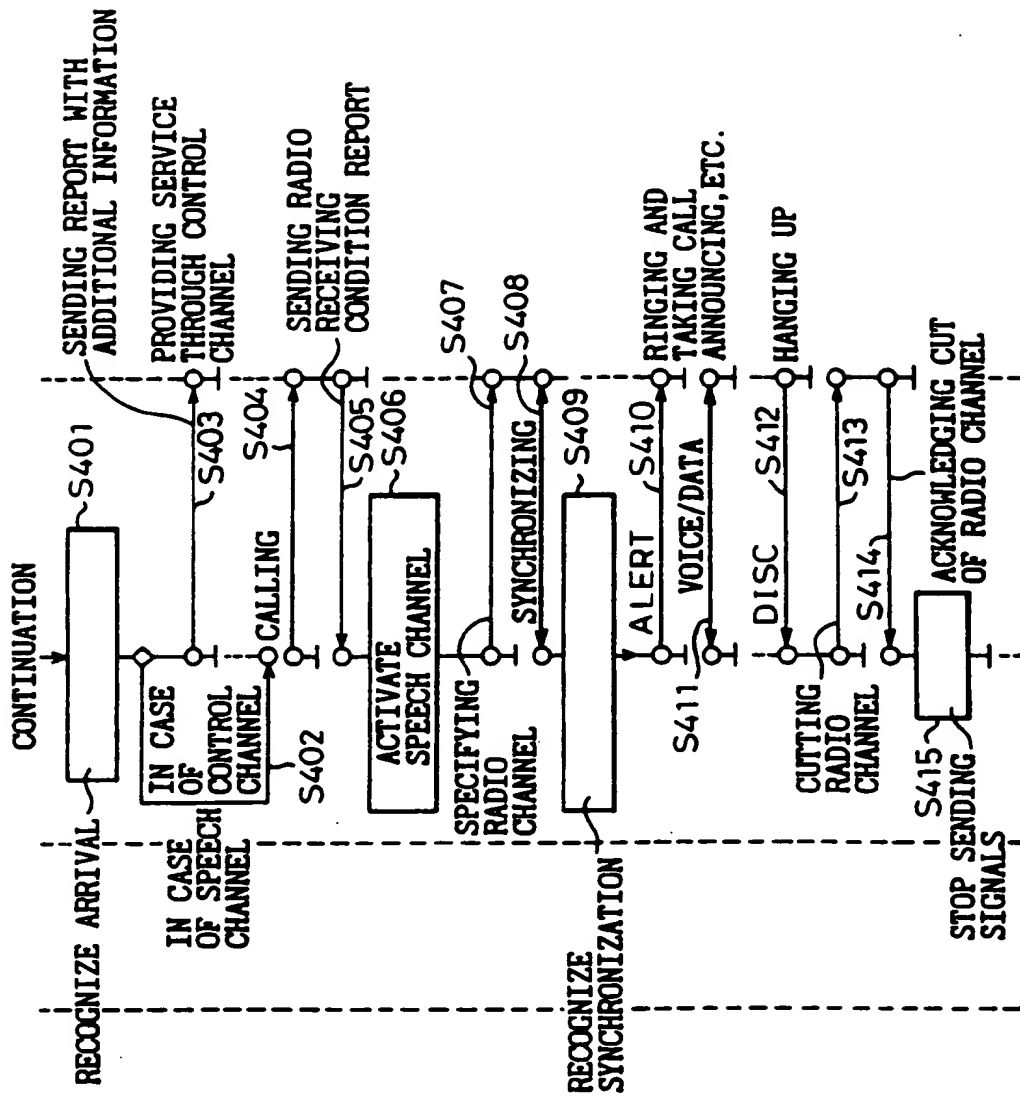 CONTINUATION
S401
RECOGNIZE ARRIVAL
SENDING REPORT WITH
ADDITIONAL INFORMATION
IN CASE
OF
CONTROL
CHANNEL
IN CASE
OF SPEECH
CHANNEL
S403
PROVIDING SERVICE
THROUGH CONTROL
CHANNEL
S402
CALLING
S404
S405
SENDING RADIO
RECEIVING
CONDITION REPORT
S406
ACTIVATE
SPEECH CHANNEL
SPECIFYING
RADIO
CHANNEL
S407
SYNCHRONIZING
S408
S409
RECOGNIZE
SYNCHRONIZATION
ALERT
S410
RINGING AND
TAKING CALL
S411
VOICE/DATA
ANNOUNCING,ETC.
DISC
S412
HANGING UP
CUTTING
RADIO
CHANNEL
S413
S414
ACKNOWLEDGING CUT
OF RADIO CHANNEL
S415
STOP SENDING
SIGNALS